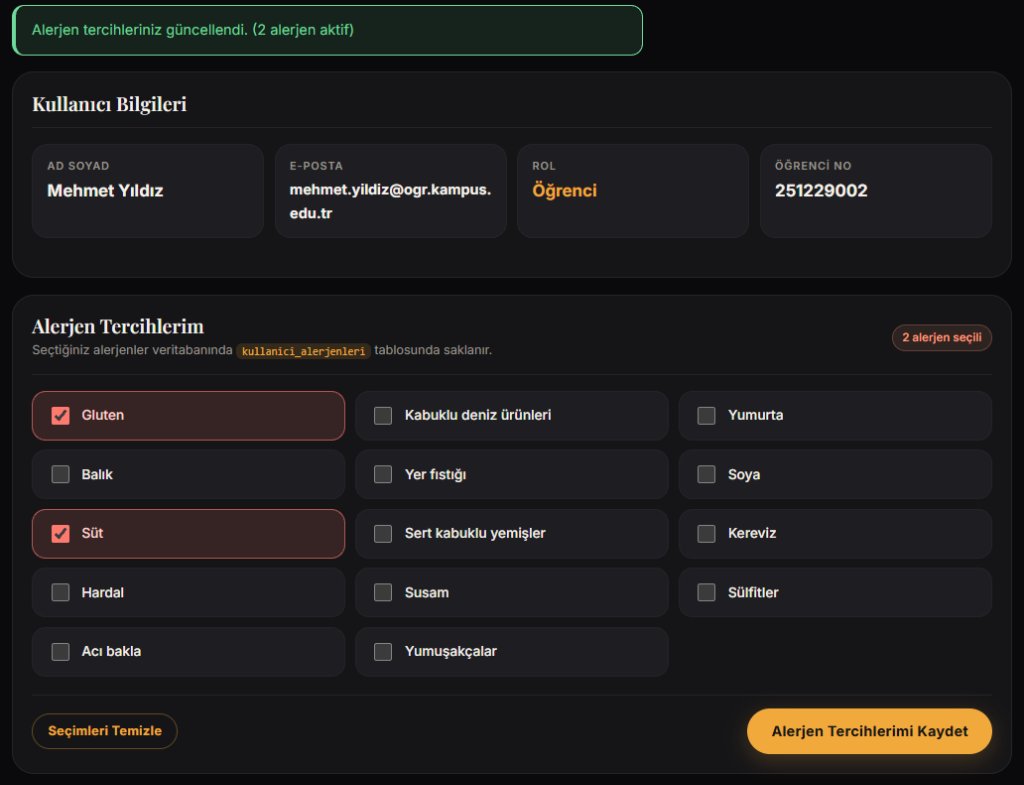 Alerjen tercihleriniz güncellendi. (2 alerjen aktif)
Kullanıcı Bilgileri
AD SOYAD
Mehmet Yıldız
E-POSTA
mehmet.yildiz@ogr.kampus.
edu.tr
ROL
Öğrenci
ÖĞRENCİ NO
251229002
Alerjen Tercihlerim
Seçtiğiniz alerjenler veritabanında kullanici_alerjenleri tablosunda saklanır.
2 alerjen seçili
Gluten
Kabuklu deniz ürünleri
Yumurta
Balık
Yer fıstığı
Soya
Süt
Sert kabuklu yemişler
Kereviz
Hardal
Susam
Sülfitler
Acı bakla
Yumuşakçalar
Seçimleri Temizle
Alerjen Tercihlerimi Kaydet